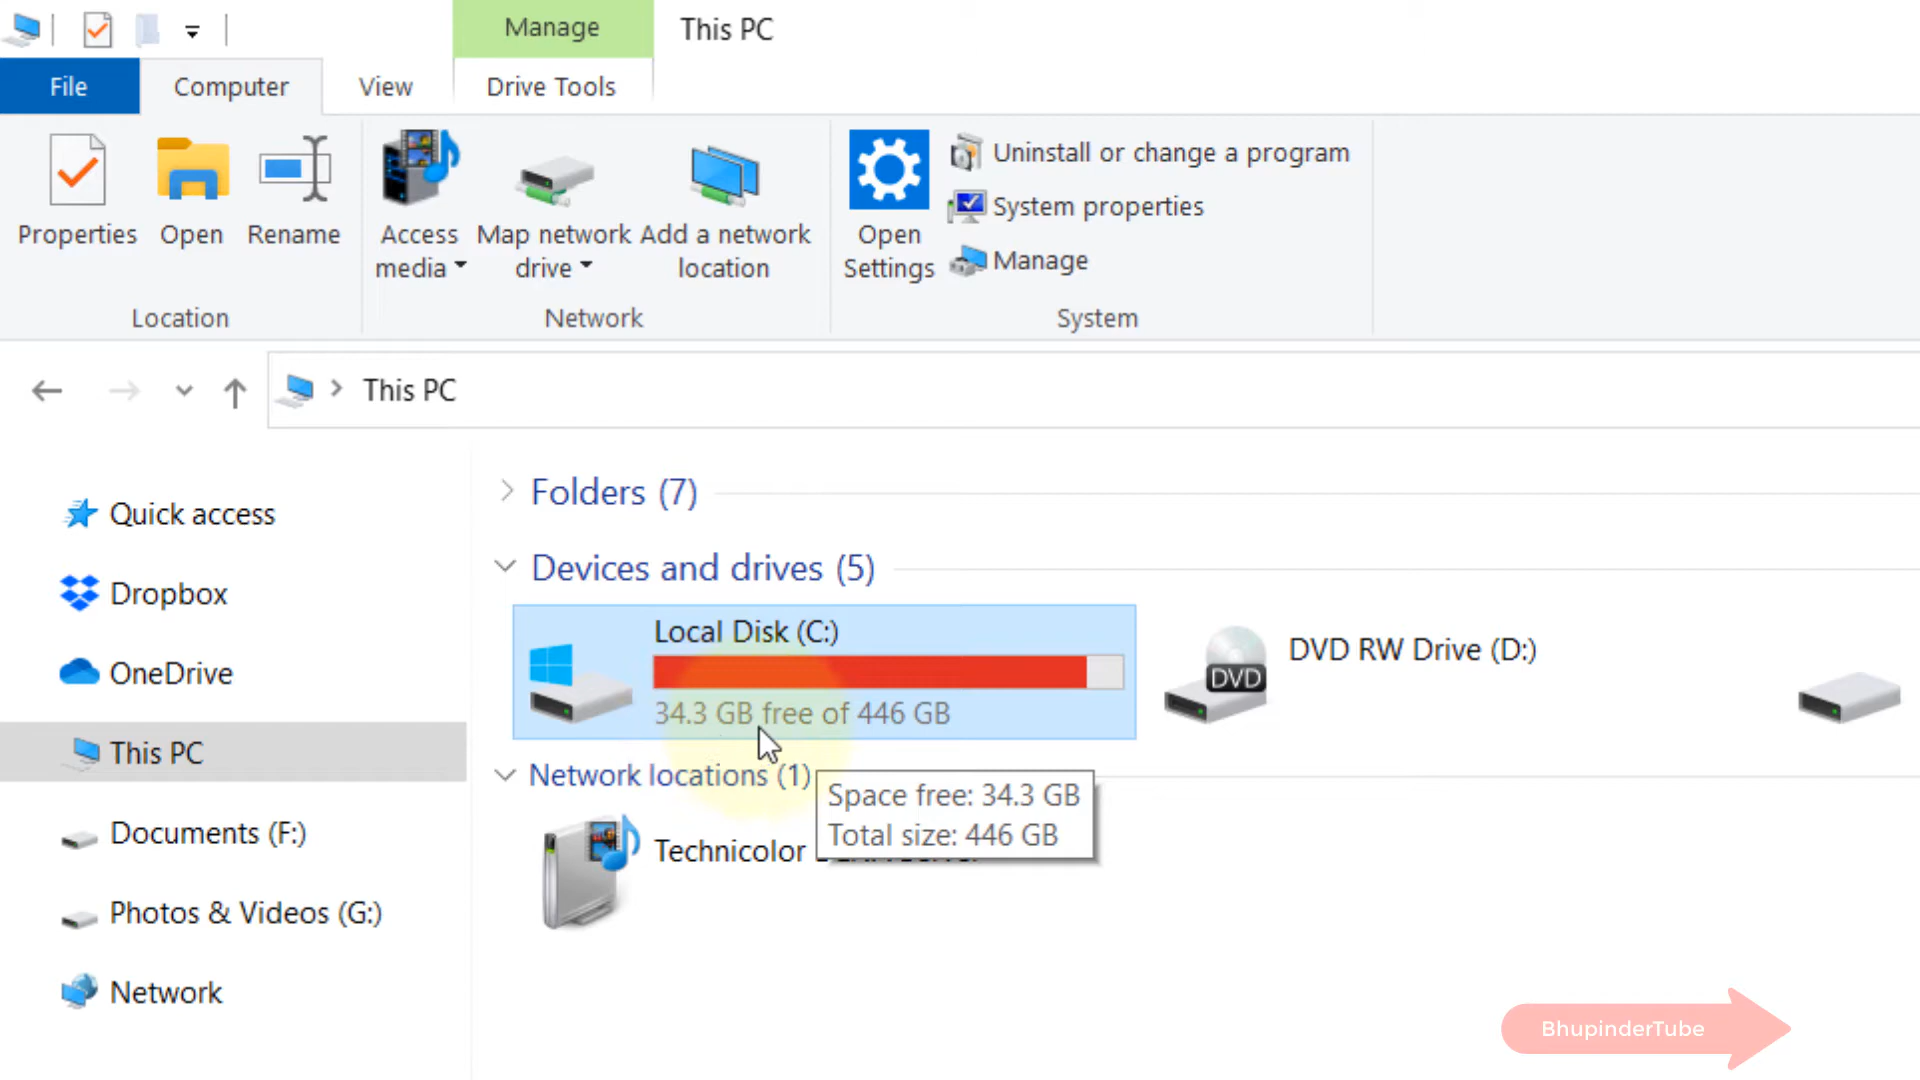 Manage
This PC
File
Computer
View
Drive Tools
Properties
Open
Rename
Access
media
Map network
drive
Add a network
location
Open
Settings
Uninstall or change a program
System properties
Manage
Location
Network
System
This PC
Quick access
Dropbox
OneDrive
This PC
Documents (F:)
Photos & Videos (G:)
Network
Folders (7)
Devices and drives (5)
Local Disk (C:)
34.3 GB free of 446 GB
DVD RW Drive (D:)
DVD
Network locations (1)
Space free: 34.3 GB
Total size: 446 GB
Technicolor
BhupinderTube